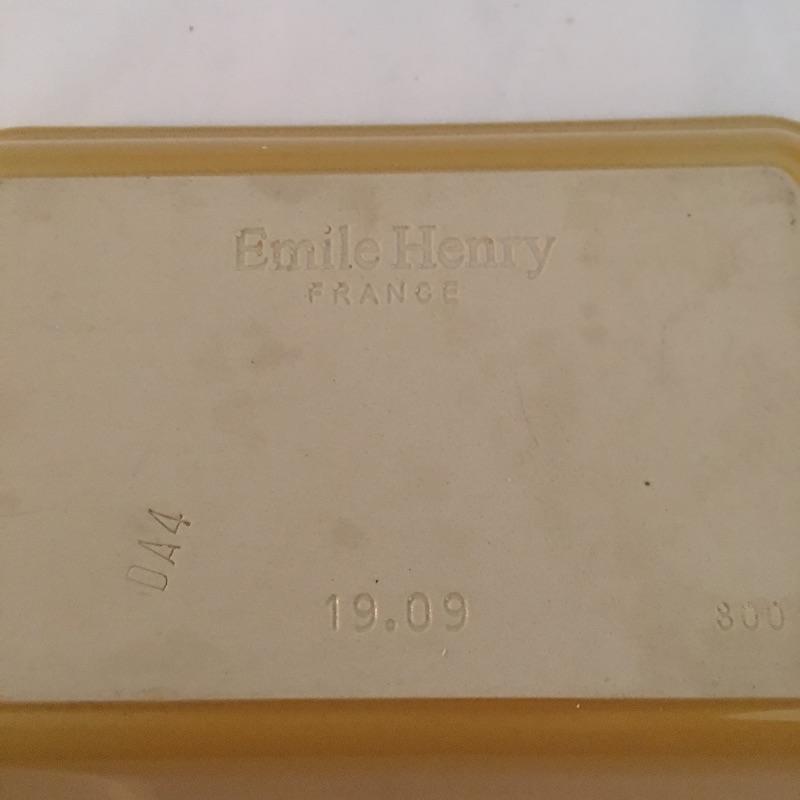 Emile Henry
FRANCE
DA4
19.09
800